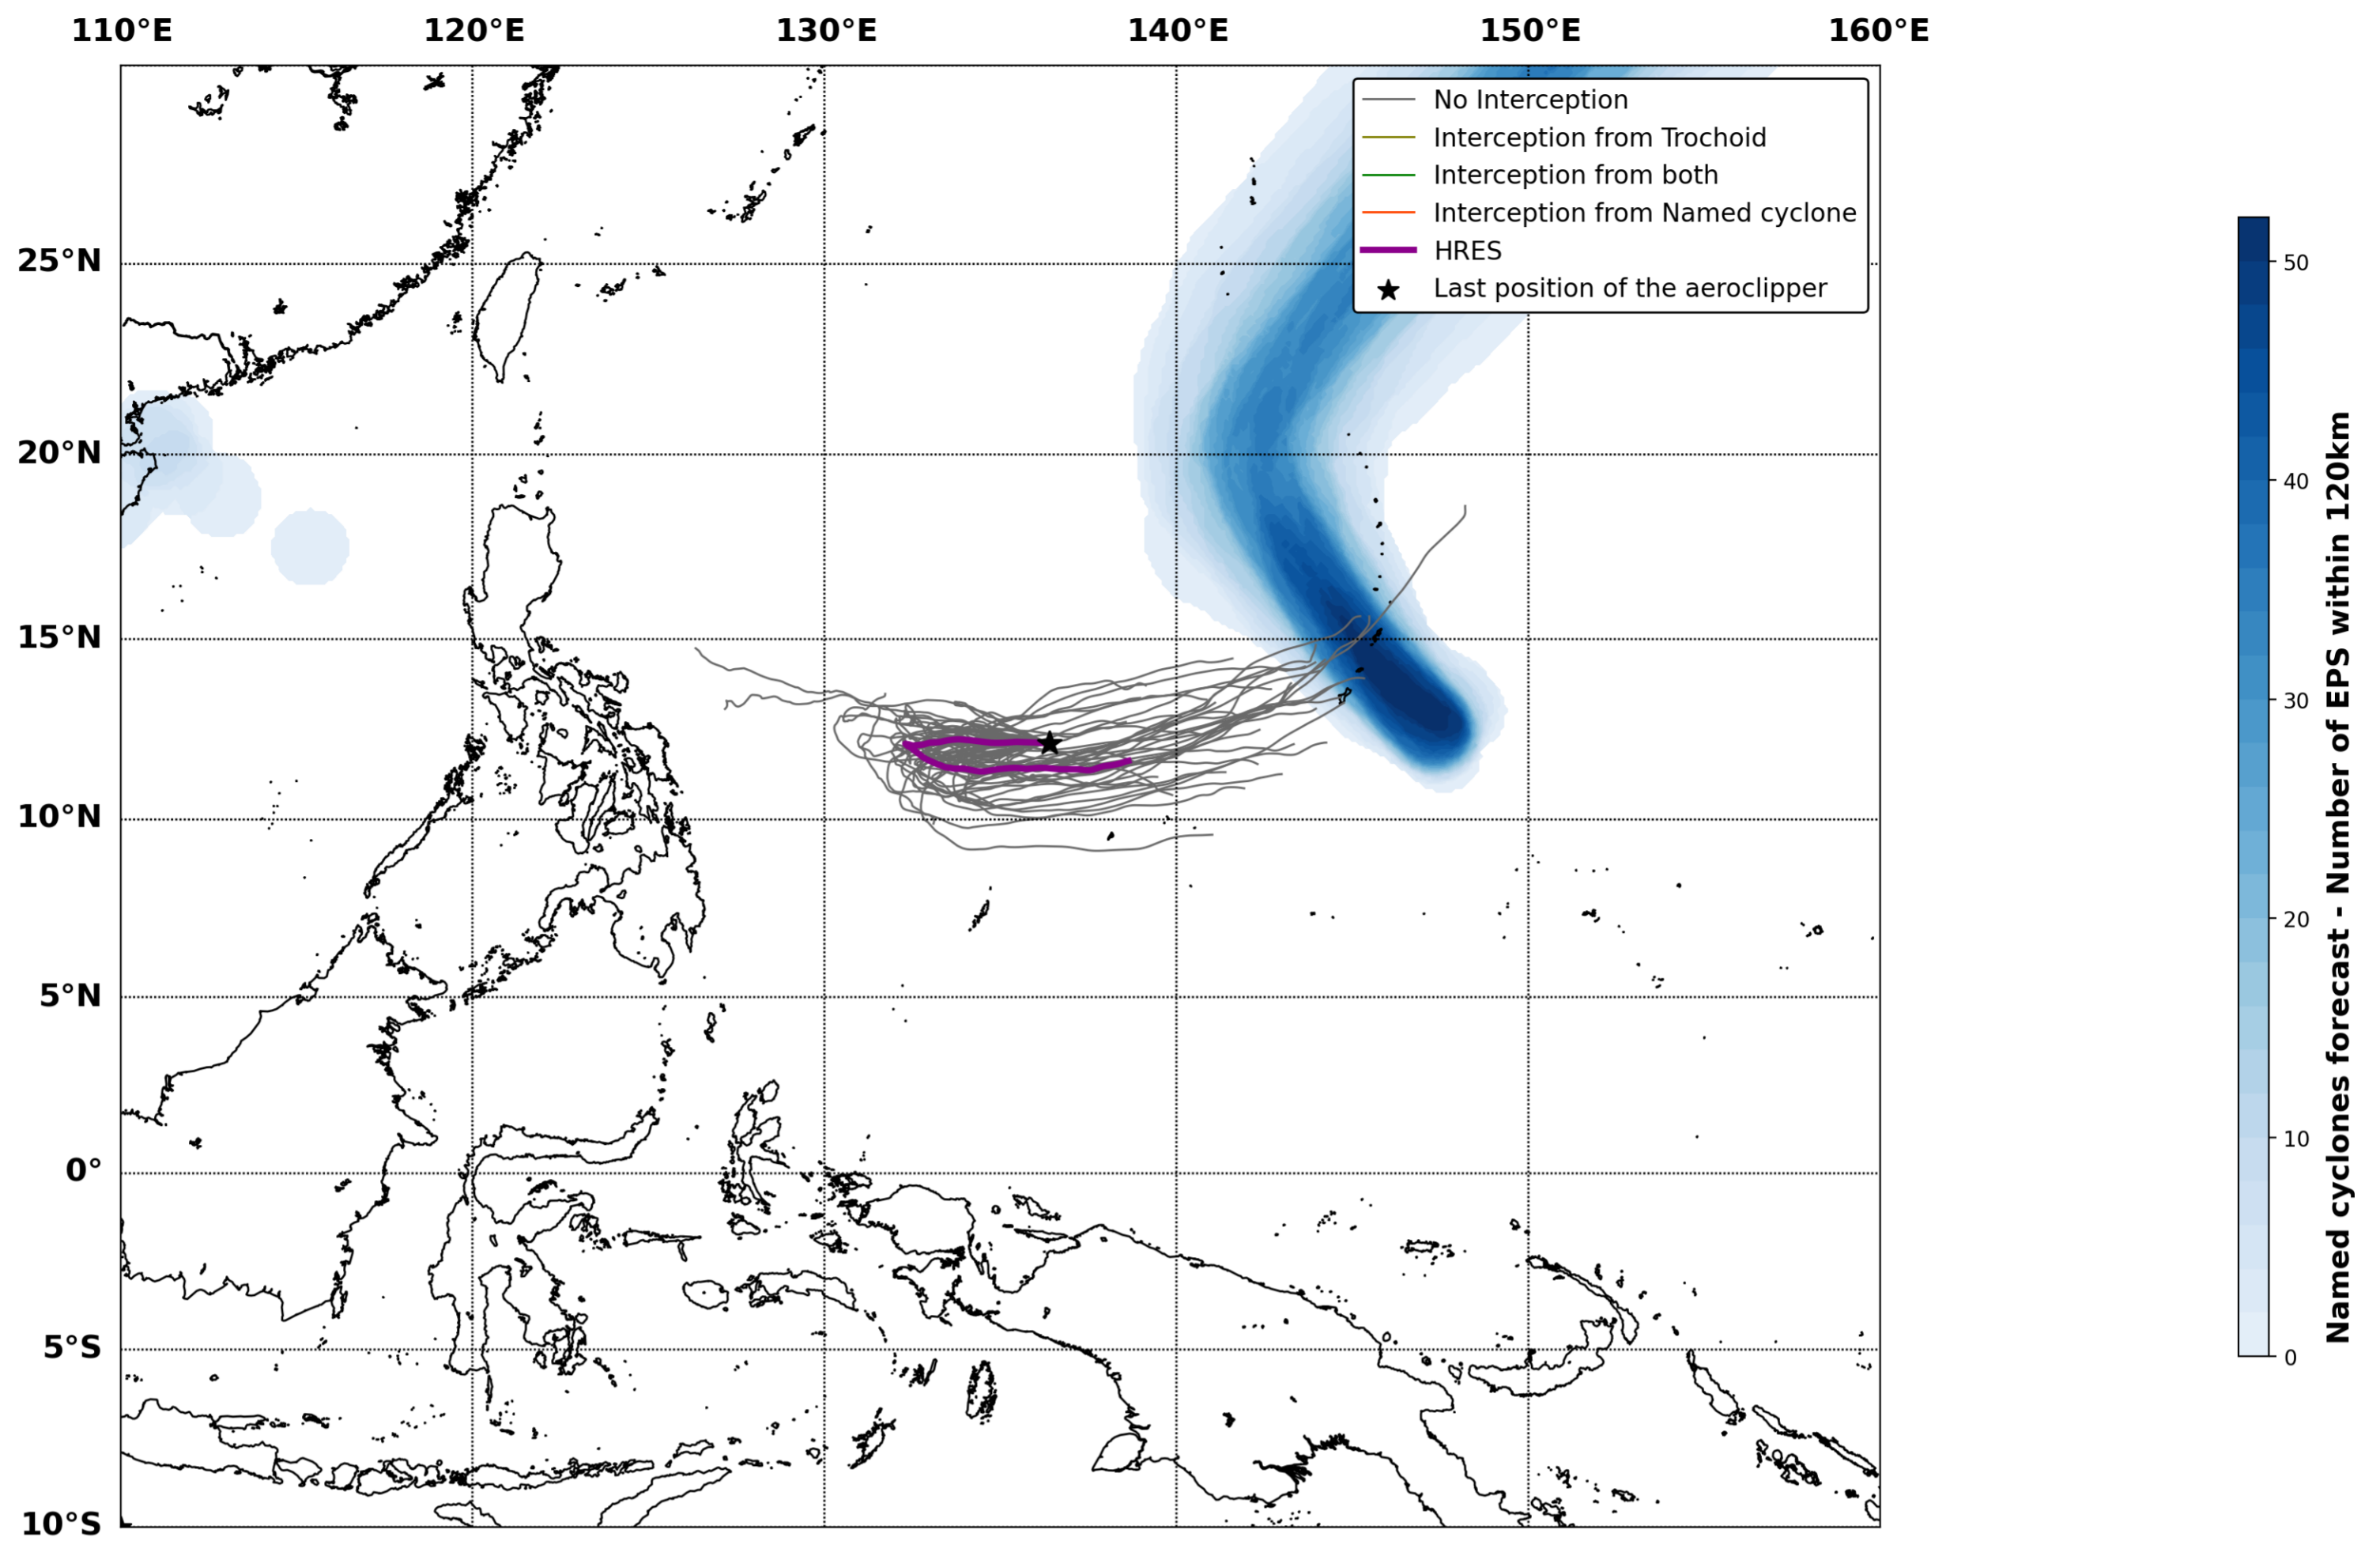 110°E 120°E 130°E 140°E 150°E 160°E
No Interception
Interception from Trochoid
Interception from both
Interception from Named cyclone
HRES
Last position of the aeroclipper
25°N
20°N
15°N
10°N
5°N
0°
5°S
10°S
50
40
30
20
10
0
Named cyclones forecast - Number of EPS within 120km